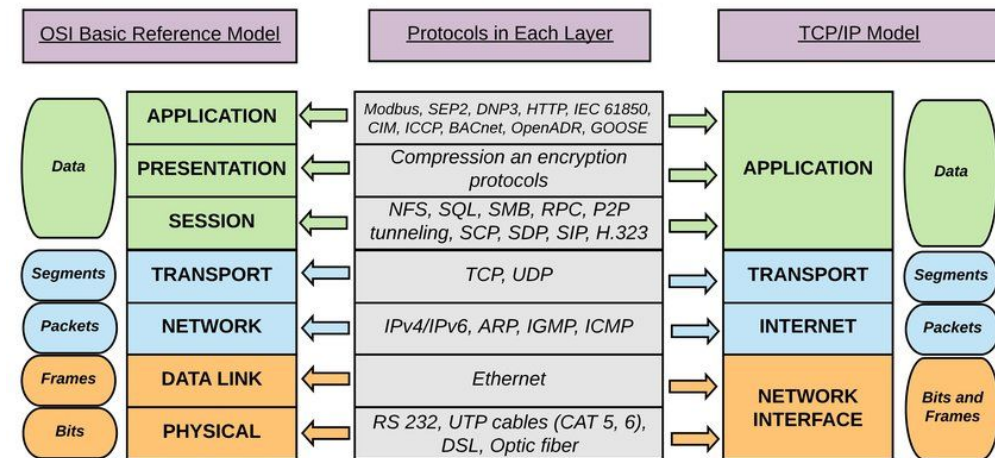 OSI Basic Reference Model
Protocols in Each Layer
TCP/IP Model
Data
APPLICATION
Modbus, SEP2, DNP3, HTTP, IEC 61850,
CIM, ICCP, BACnet, OpenADR, GOOSE
APPLICATION
Data
PRESENTATION
Compression an encryption
protocols
SESSION
NFS, SQL, SMB, RPC, P2P
tunneling, SCP, SDP, SIP, H.323
Segments
TRANSPORT
TCP, UDP
TRANSPORT
Segments
Packets
NETWORK
IPv4/IPv6, ARP, IGMP, ICMP
INTERNET
Packets
Frames
DATA LINK
Ethernet
NETWORK
INTERFACE
Bits and
Frames
Bits
PHYSICAL
RS 232, UTP cables (CAT 5, 6),
DSL, Optic fiber